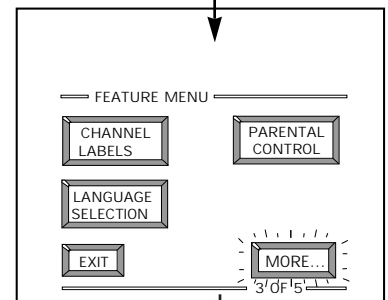 FEATURE MENU
CHANNEL
LABELS
PARENTAL
CONTROL
LANGUAGE
SELECTION
EXIT
MORE...
3 OF 5